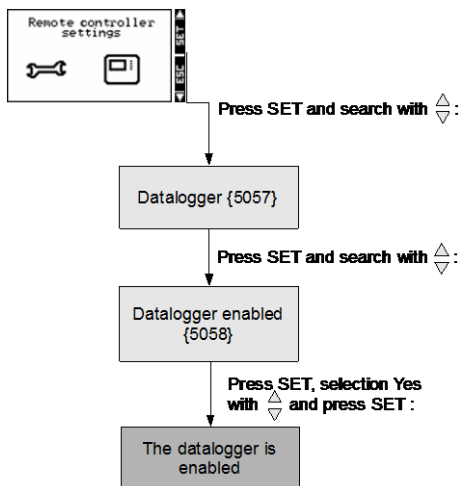 Remote controller
settings
SET
ESC
Press SET and search with :
Datalogger {5057}
Press SET and search with :
Datalogger enabled
{5058}
Press SET, selection Yes
with and press SET :
The datalogger is
enabled